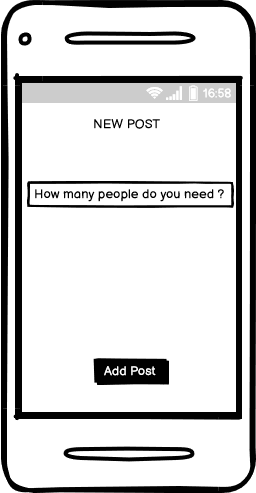 16:58
NEW POST
How many people do you need ?
Add Post